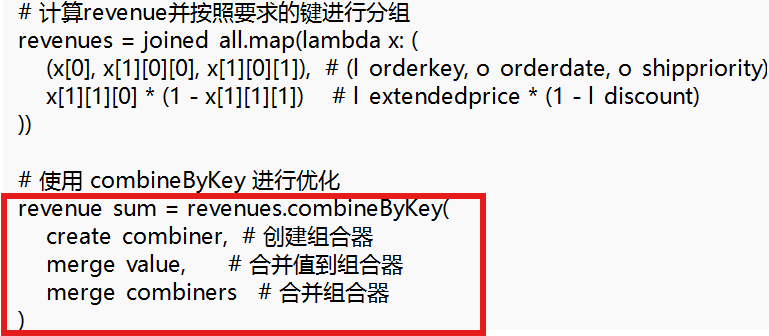 # 计算revenue并按照要求的键进行分组
revenues = joined all.map(lambda x: (
(x[0], x[1][0][0], x[1][0][1]), # (l orderkey, o orderdate, o shippriority)
x[1][1][0] * (1 - x[1][1][1]) # l extendedprice * (1 - l discount)
))
# 使用 combineByKey 进行优化
revenue sum = revenues.combineByKey(
create combiner, # 创建组合器
merge value, # 合并值到组合器
merge combiners # 合并组合器
)